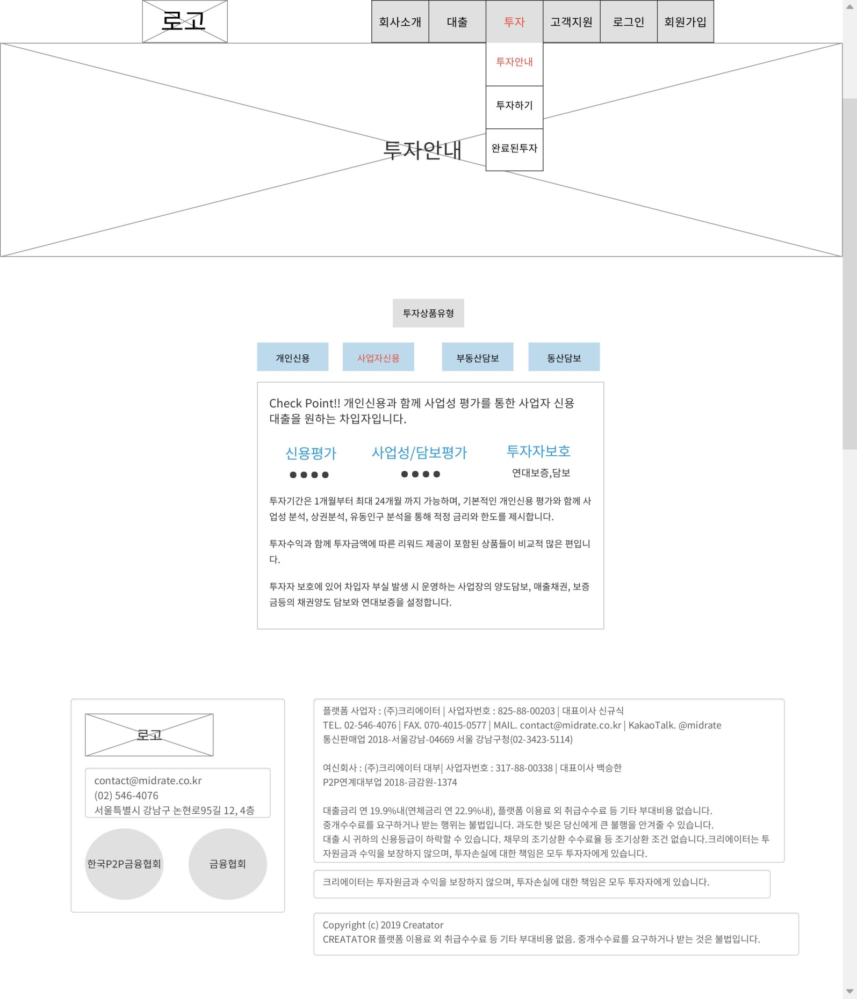 로고
회사소개 대출 투자 고객지원 로그인 회원가입
투자안내
투자하기
완료된투자
투자안내
투자상품유형
개인신용 사업자신용 부동산담보 동산담보
Check Point!! 개인신용과 함께 사업성 평가를 통한 사업자 신용
대출을 원하는 차입자입니다.
신용평가 사업성/담보평가 투자자보호
●●●● ●●●● 연대보증,담보
투자기간은 1개월부터 최대 24개월 까지 가능하며, 기본적인 개인신용 평가와 함께 사
업성 분석, 상권분석, 유동인구 분석을 통해 적정 금리와 한도를 제시합니다.
투자수익과 함께 투자금액에 따른 리워드 제공이 포함된 상품들이 비교적 많은 편입니
다.
투자자 보호에 있어 차입자 부실 발생 시 운영하는 사업장의 양도담보, 매출채권, 보증
금등의 채권양도 담보와 연대보증을 설정합니다.
로고
contact@midrate.co.kr
(02) 546-4076
서울특별시 강남구 논현로95길 12, 4층
한국P2P금융협회 금융협회
플랫폼 사업자 : (주)크리에이터 | 사업자번호 : 825-88-00203 | 대표이사 신규식
TEL. 02-546-4076 | FAX. 070-4015-0577 | MAIL. contact@midrate.co.kr | KakaoTalk. @midrate
통신판매업 2018-서울강남-04669 서울 강남구청(02-3423-5114)
여신회사 : (주)크리에이터 대부| 사업자번호 : 317-88-00338 | 대표이사 백승한
P2P연계대부업 2018-금감원-1374
대출금리 연 19.9%내(연체금리 연 22.9%내), 플랫폼 이용료 외 취급수수료 등 기타 부대비용 없습니다.
중개수수료를 요구하거나 받는 행위는 불법입니다. 과도한 빚은 당신에게 큰 불행을 안겨줄 수 있습니다.
대출 시 귀하의 신용등급이 하락할 수 있습니다. 채무의 조기상환 수수료율 등 조기상환 조건 없습니다.크리에이터는 투
자원금과 수익을 보장하지 않으며, 투자손실에 대한 책임은 모두 투자자에게 있습니다.
크리에이터는 투자원금과 수익을 보장하지 않으며, 투자손실에 대한 책임은 모두 투자자에게 있습니다.
Copyright (c) 2019 Creatator
CREATATOR 플랫폼 이용료 외 취급수수료 등 기타 부대비용 없음. 중개수수료를 요구하거나 받는 것은 불법입니다.